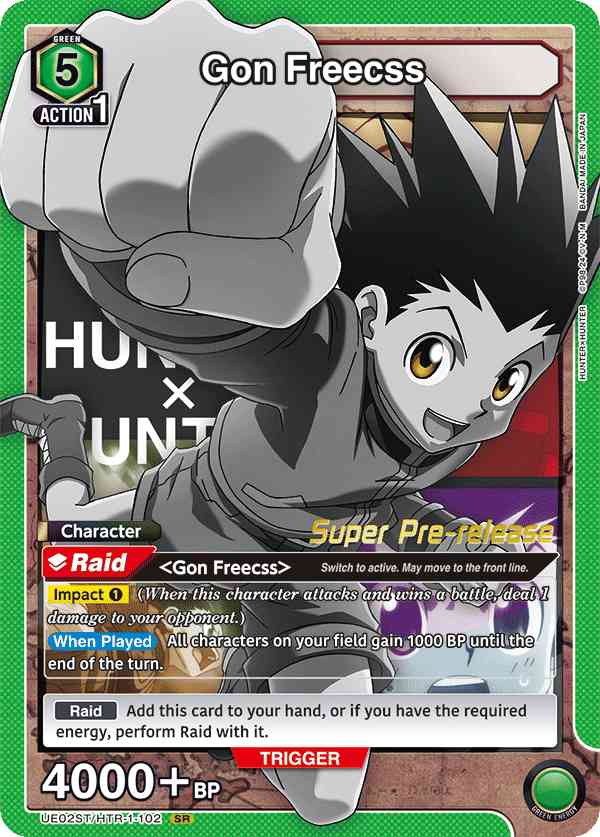 GREEN
5
ACTION 1
Gon Freecss
HUNTER×HUNTER ©P98-24 ©V・N・M BANDAI MADE IN JAPAN
HUN
×
UNT
Character
Super Pre-release
Raid <Gon Freecss> Switch to active. May move to the front line.
Impact ❶ (When this character attacks and wins a battle, deal 1
damage to your opponent.)
When Played All characters on your field gain 1000 BP until the
end of the turn.
Raid Add this card to your hand, or if you have the required
energy, perform Raid with it.
TRIGGER
4000+ BP
UE02ST/HTR-1-102 SR
GREEN ENERGY